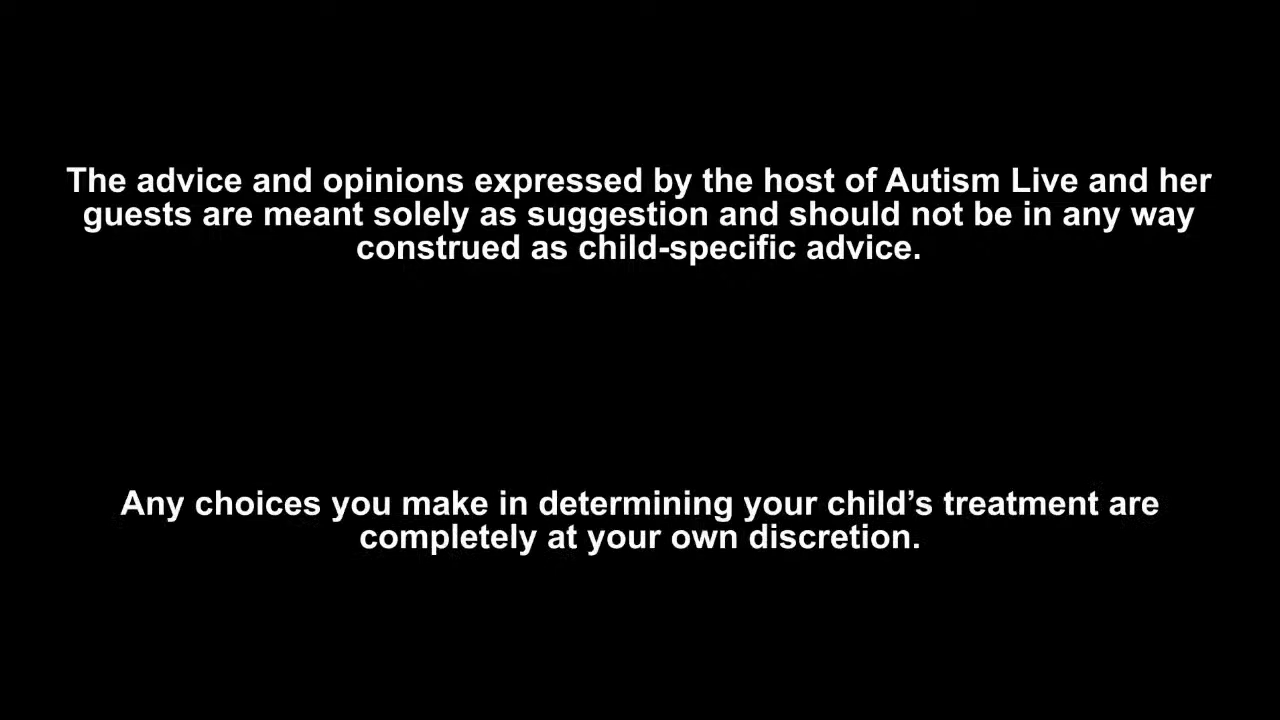 The advice and opinions expressed by the host of Autism Live and her
guests are meant solely as suggestion and should not be in any way
construed as child-specific advice.
Any choices you make in determining your child’s treatment are
completely at your own discretion.